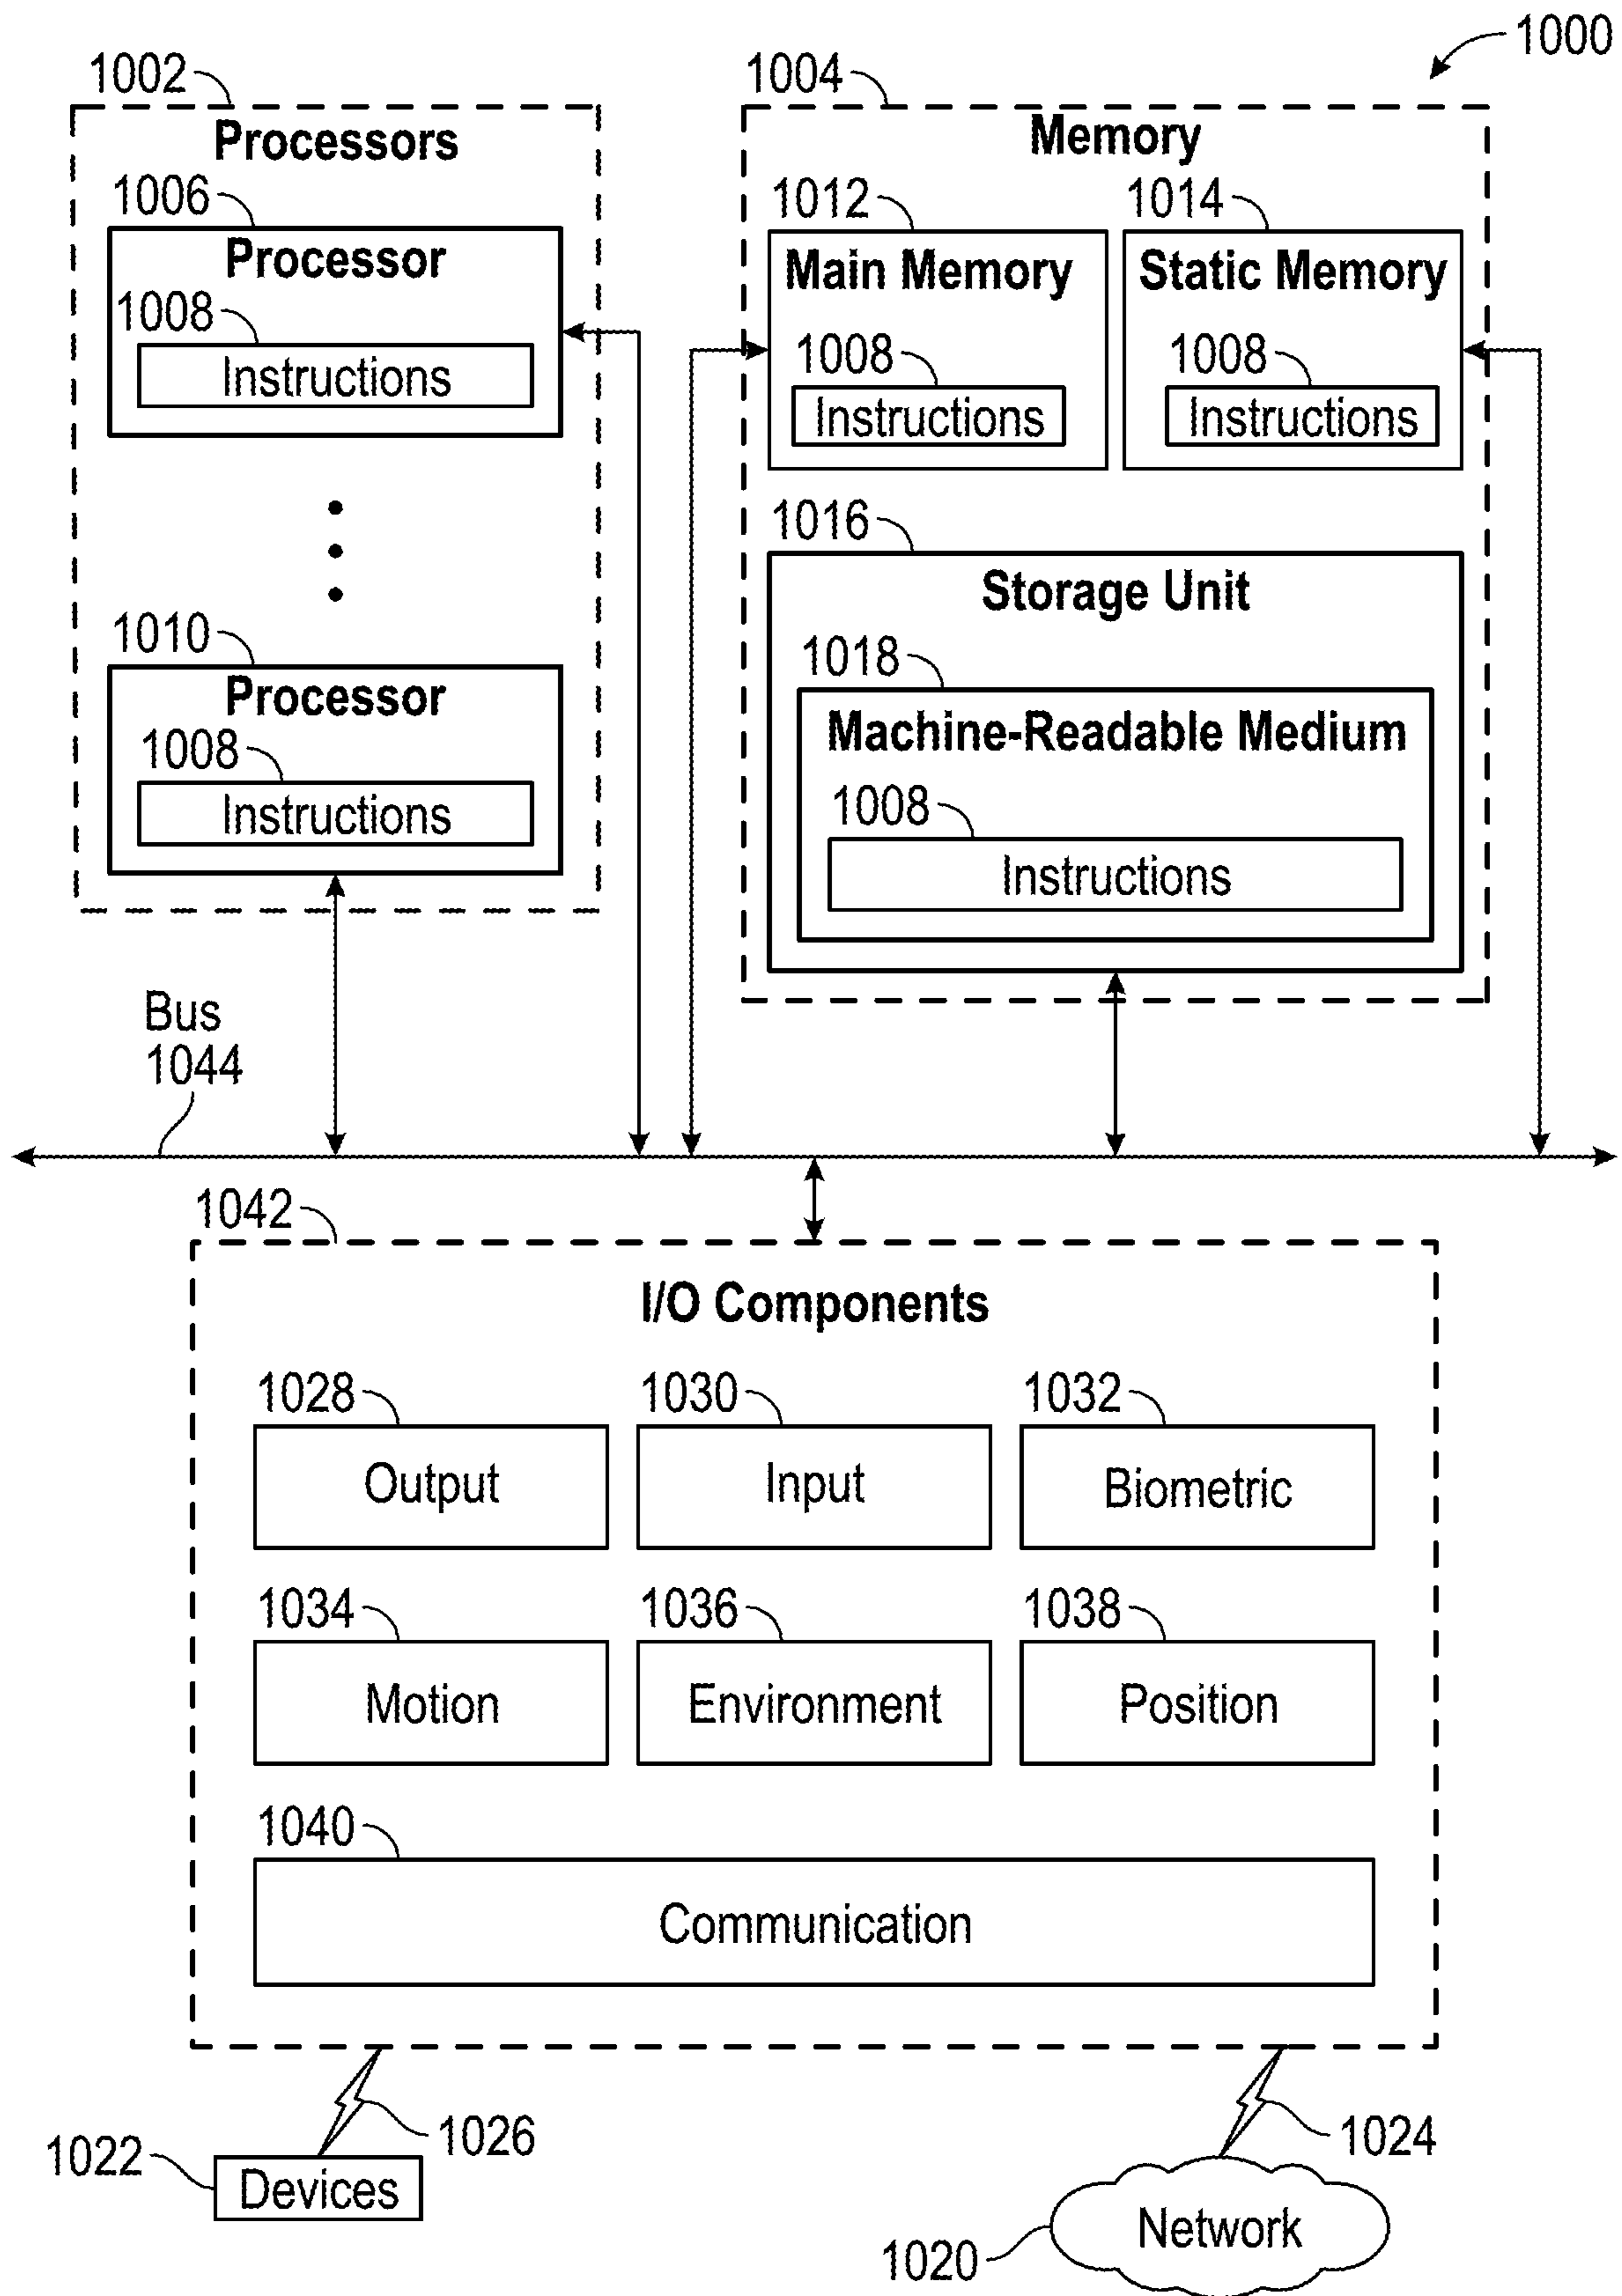 1000
1002
Processors
1006
Processor
1008
Instructions
1010
Processor
1008
Instructions
1004
Memory
1012
Main Memory
1008
Instructions
1014
Static Memory
1008
Instructions
1016
Storage Unit
1018
Machine-Readable Medium
1008
Instructions
Bus
1044
1042
I/O Components
1028
Output
1030
Input
1032
Biometric
1034
Motion
1036
Environment
1038
Position
1040
Communication
1026
1022
Devices
1024
1020
Network